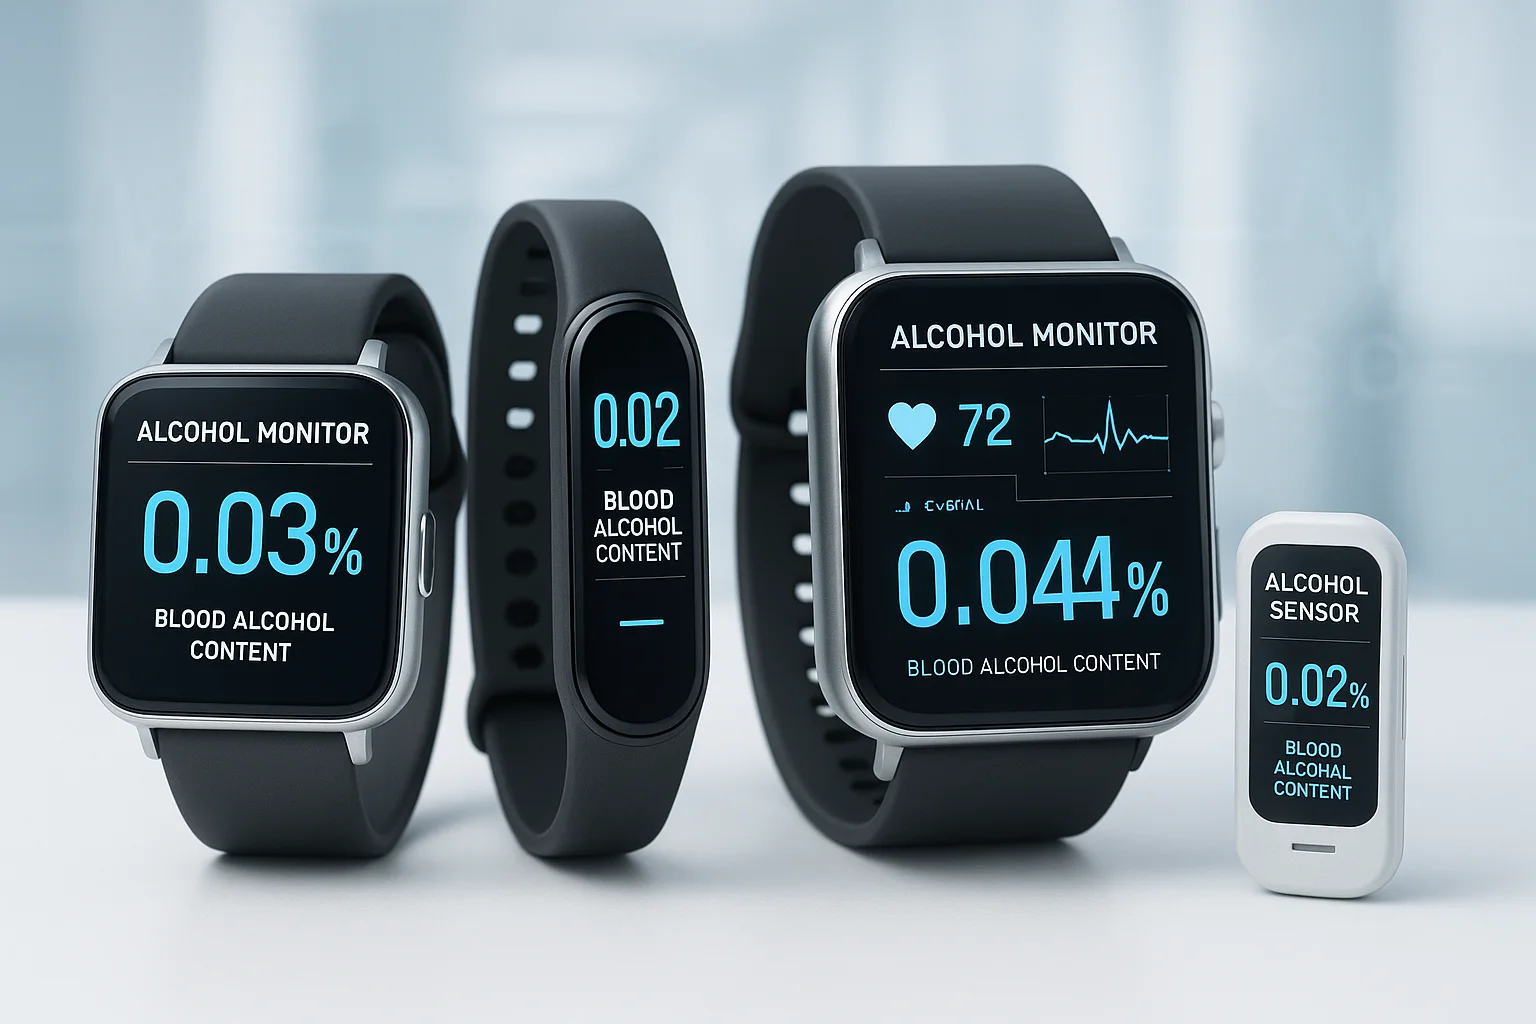 ALCOHOL MONITOR
0.03%
BLOOD ALCOHOL
CONTENT
0.02
BLOOD
ALCOHOL
CONTENT
ALCOHOL MONITOR
72
0.044%
BLOOD ALCOHOL CONTENT
ALCOHOL
SENSOR
0.02%
BLOOD
ALCOHAL
CONTENT